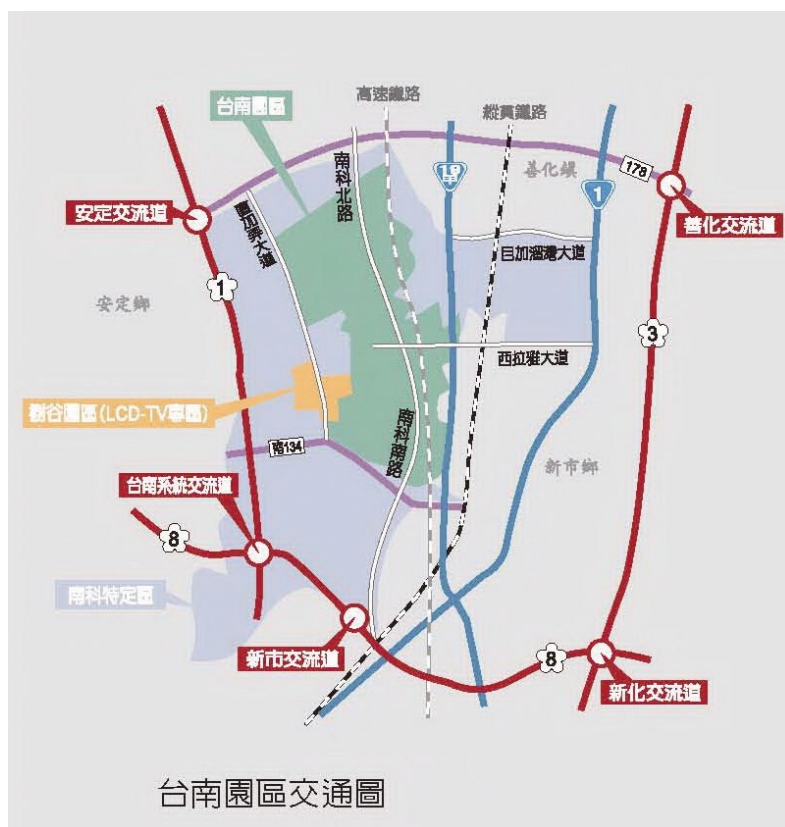 高速鐵路
縱貫鐵路
台南園區
178
善化鎮
南科北路
19
甲
1
安定交流道
善化交流道
直加弄大道
目加溜灣大道
1
安定鄉
3
西拉雅大道
樹谷園區(LCD-TV專區)
南科南路
南134
新市鄉
台南系統交流道
8
南科特定區
新市交流道
8
新化交流道
台南園區交通圖